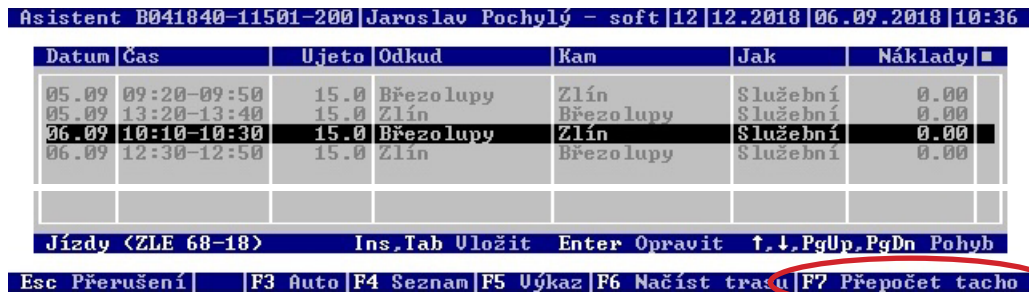 Asistent B041840-11501-200|Jaroslav Pochylý - soft|12|12.2018|06.09.2018|10:36
Datum|Čas|Ujeto|Odkud|Kam|Jak|Náklady|■
05.09 09:20-09:50 15.0 Březolupy Zlín Služební 0.00
05.09 13:20-13:40 15.0 Zlín Březolupy Služební 0.00
06.09 10:10-10:30 15.0 Březolupy Zlín Služební 0.00
06.09 12:30-12:50 15.0 Zlín Březolupy Služební 0.00
Jízdy (ZLE 68-18) Ins,Tab Vložit Enter Opravit ↑,↓,PgUp,PgDn Pohyb
Esc Přerušení| |F3 Auto|F4 Seznam|F5 Výkaz|F6 Načíst trasu|F7 Přepočet tacho